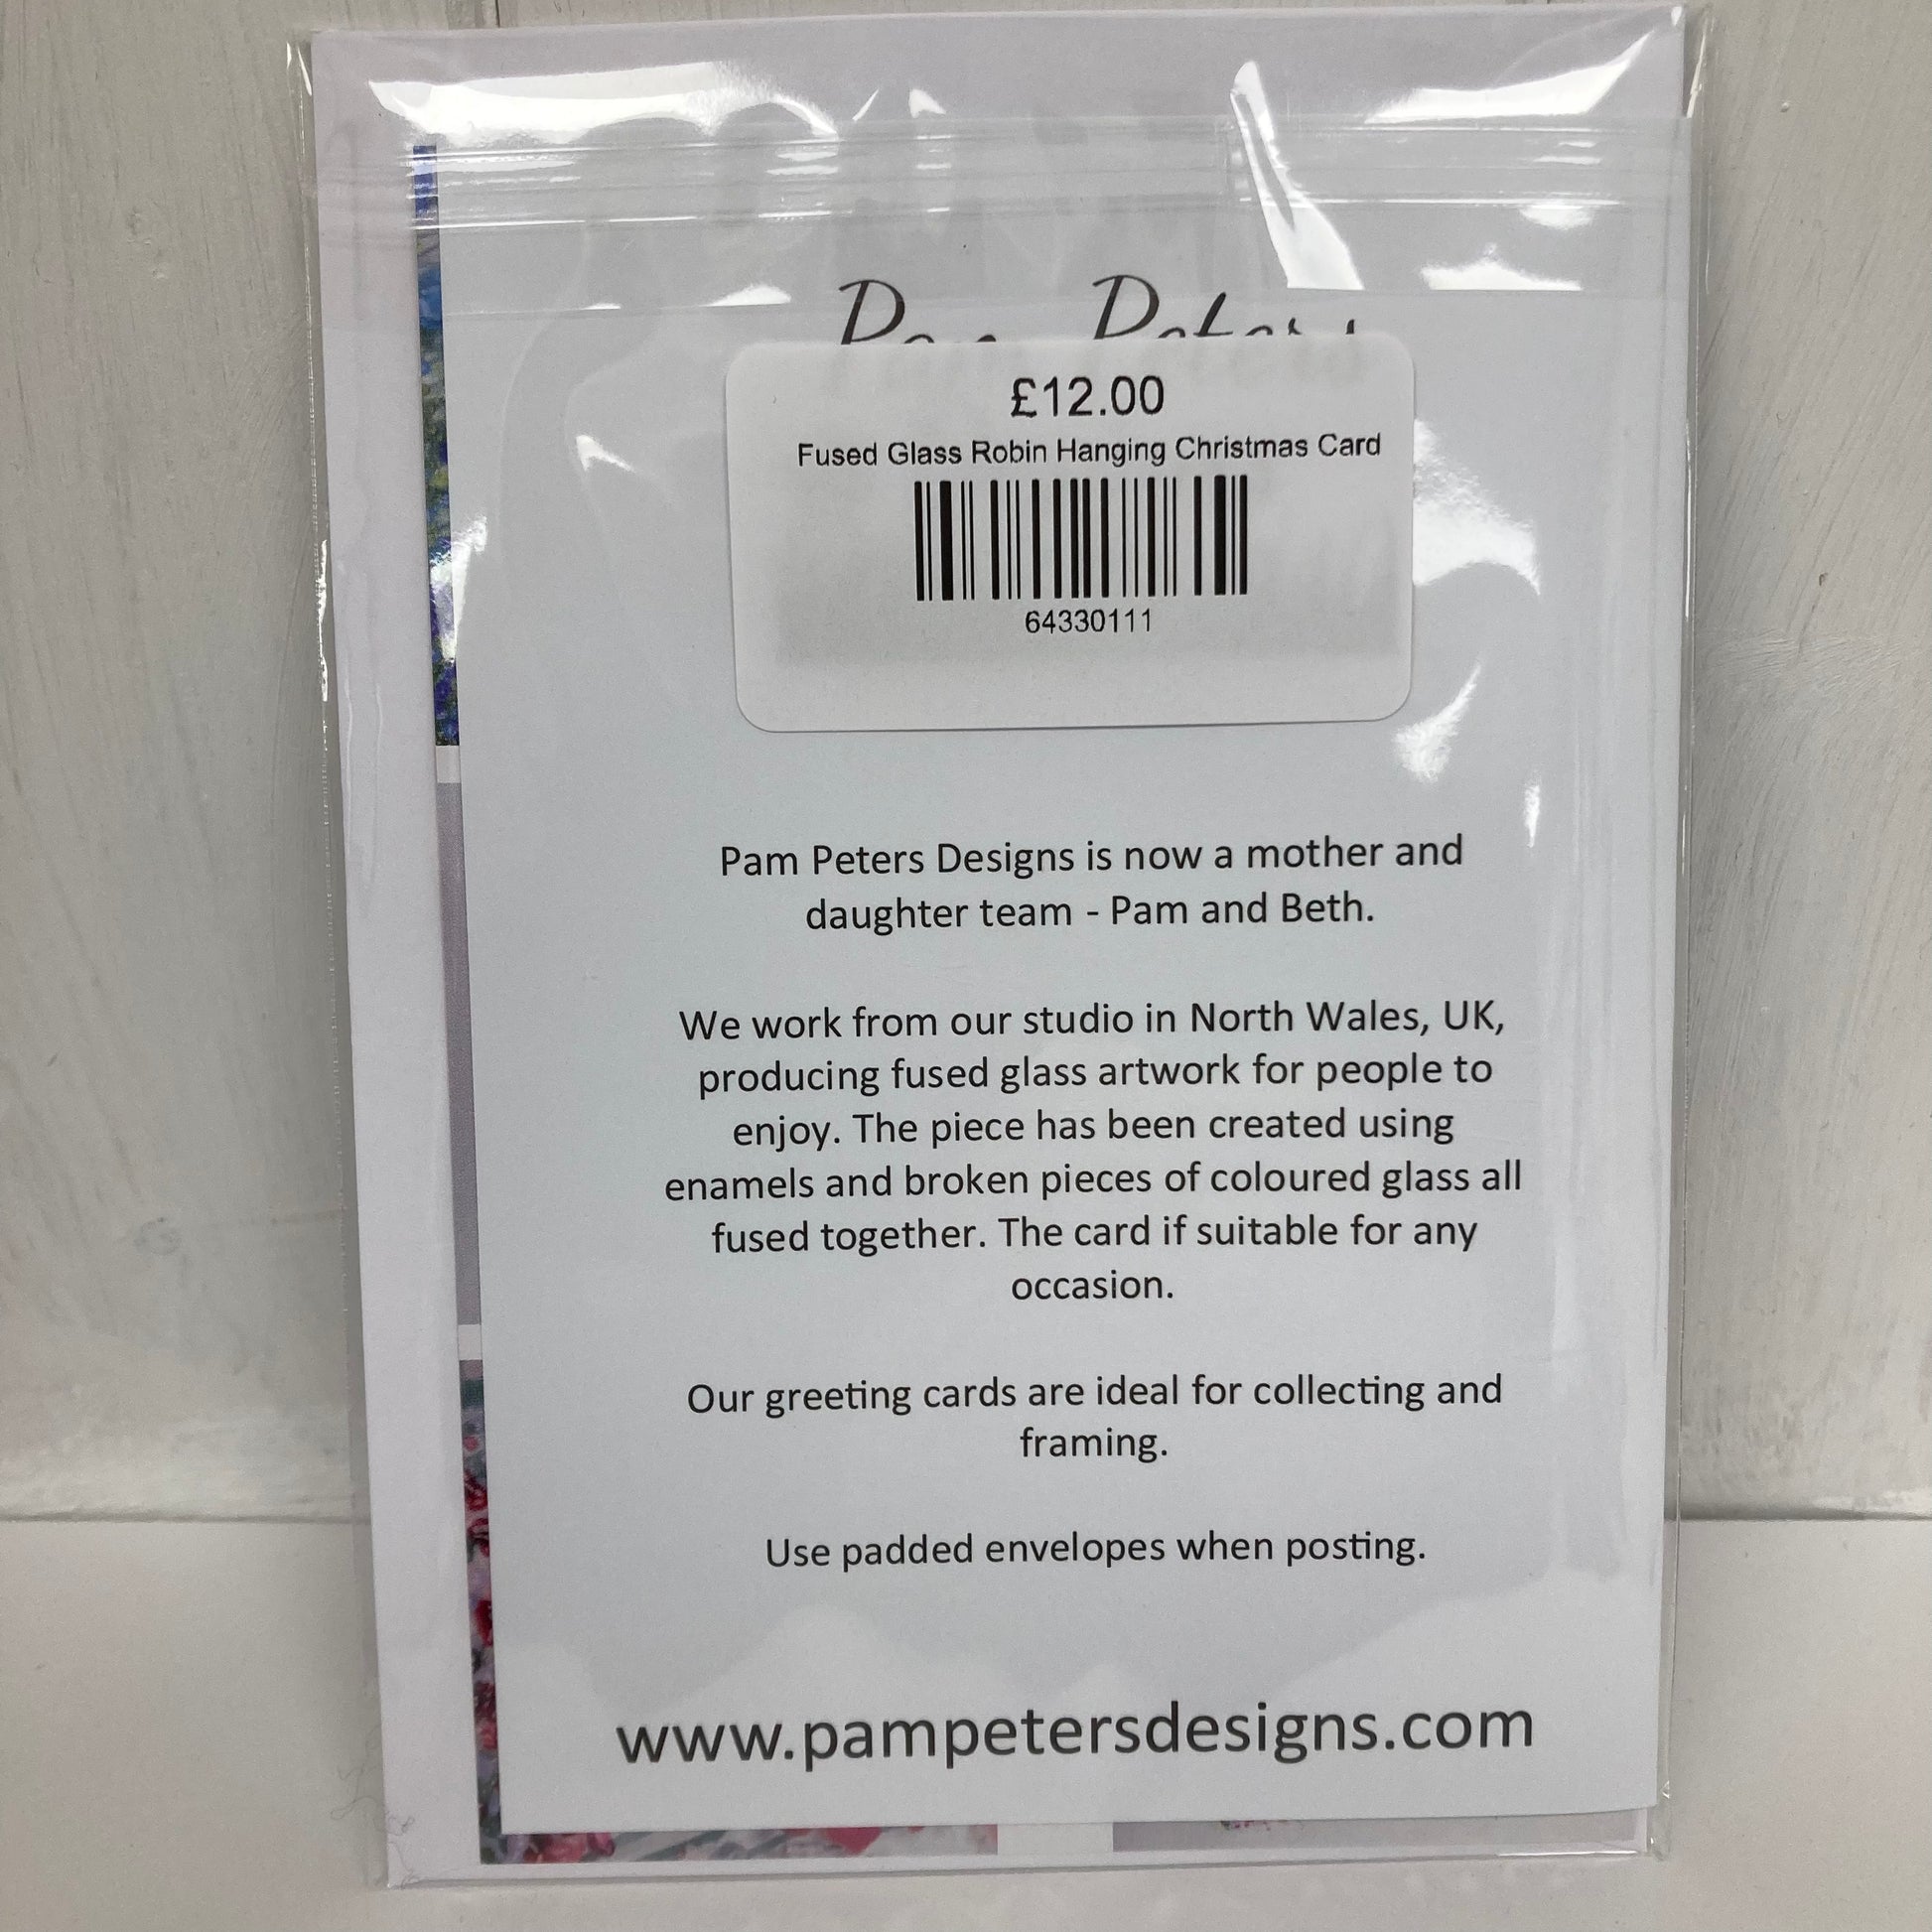 £12.00
Fused Glass Robin Hanging Christmas Card
64330111
Pam Peters Designs is now a mother and
daughter team - Pam and Beth.
We work from our studio in North Wales, UK,
producing fused glass artwork for people to
enjoy. The piece has been created using
enamels and broken pieces of coloured glass all
fused together. The card if suitable for any
occasion.
Our greeting cards are ideal for collecting and
framing.
Use padded envelopes when posting.
www.pampetersdesigns.com